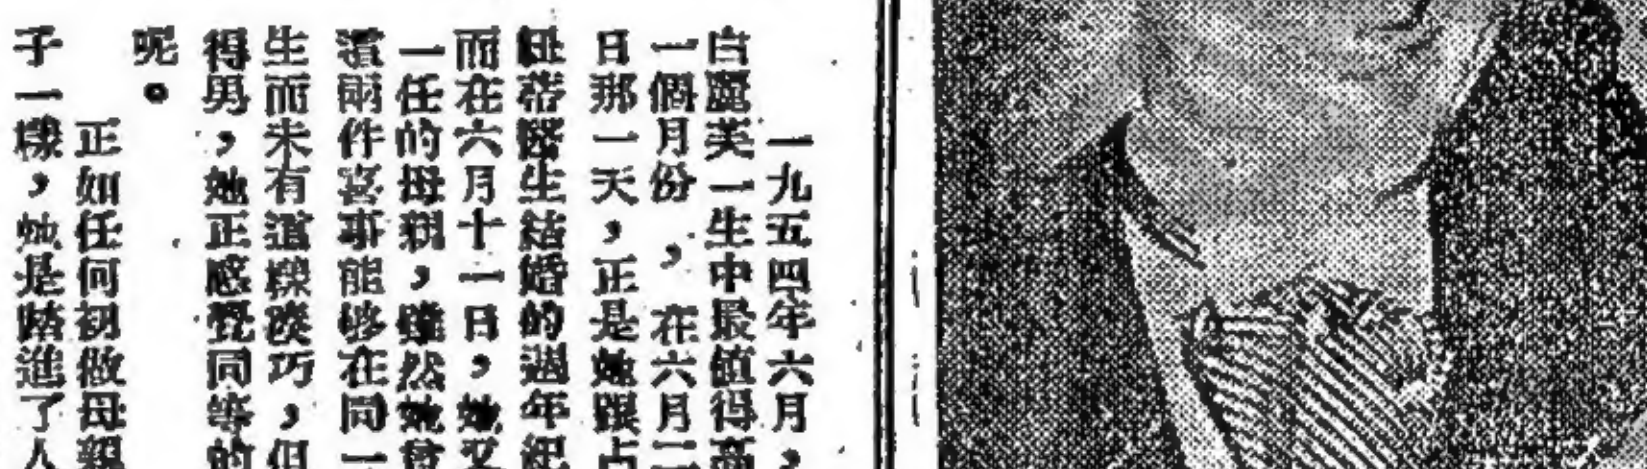 一九五四年六月，
白麗美一生中最值得高
一個月份，在六月二
日那一天，正是她跟占
鈕蒂醫生結婚的週年紀
而在六月十一日，她又
一任的母親，雖然她
這兩件喜事能够在同一
生而未有這樣湊巧，但
得男，她正感覺同等的
呢。
正如任何初做母親
子一樣，她是踏進了人